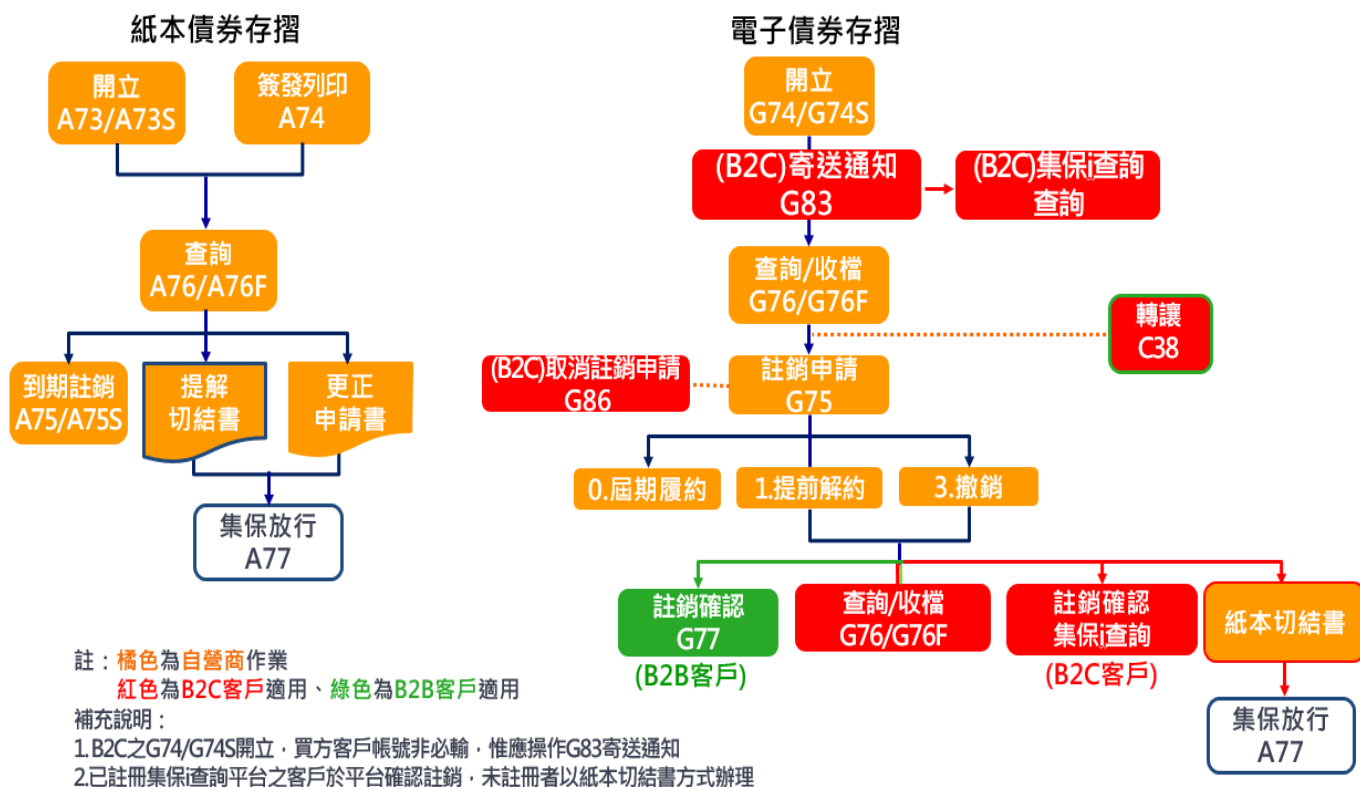 紙本債券存摺
開立
A73/A73S
簽發列印
A74
查詢
A76/A76F
到期註銷
A75/A75S
提解
切結書
更正
申請書
集保放行
A77
電子債券存摺
開立
G74/G74S
(B2C)寄送通知
G83
(B2C)集保i查詢
查詢
查詢/收檔
G76/G76F
轉讓
C38
(B2C)取消註銷申請
G86
註銷申請
G75
0.屆期履約
1.提前解約
3.撤銷
註銷確認
G77
(B2B客戶)
查詢/收檔
G76/G76F
註銷確認
集保i查詢
(B2C客戶)
紙本切結書
集保放行
A77
註：橘色為自營商作業
紅色為B2C客戶適用、綠色為B2B客戶適用
補充說明：
1.B2C之G74/G74S開立，買方客戶帳號非必輸，惟應操作G83寄送通知
2.已註冊集保i查詢平台之客戶於平台確認註銷，未註冊者以紙本切結書方式辦理